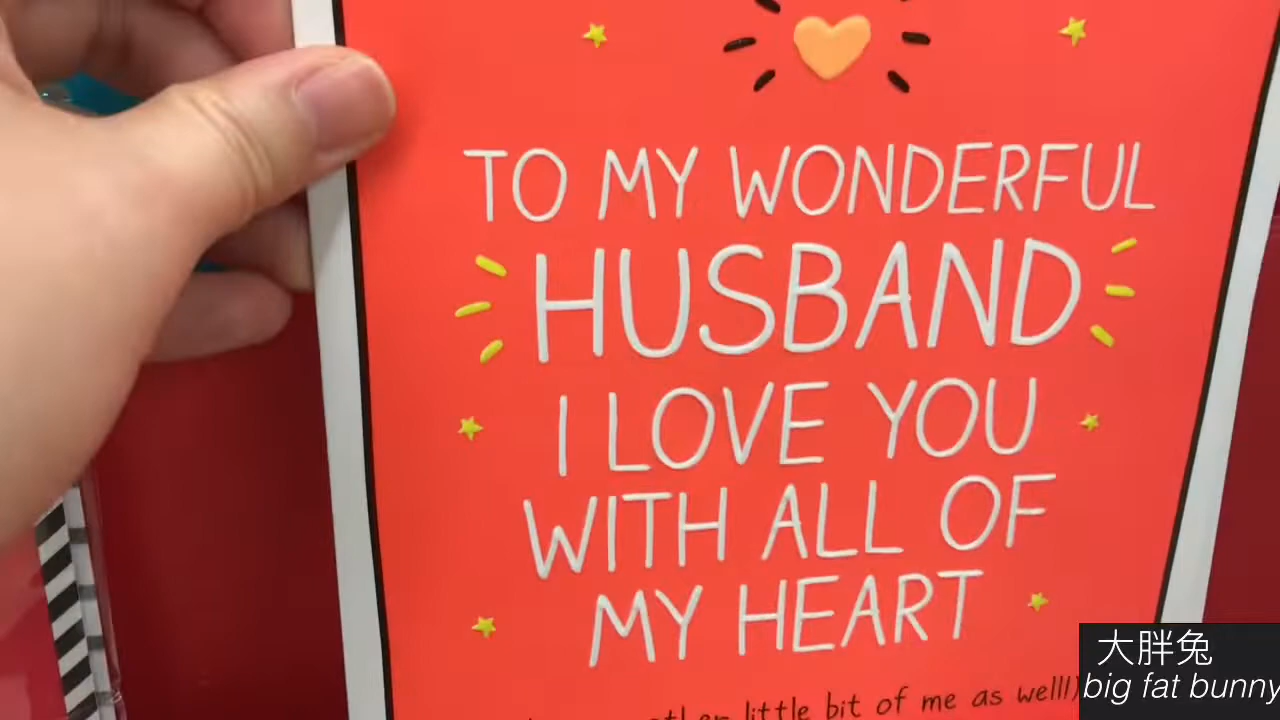 TO MY WONDERFUL
HUSBAND
I LOVE YOU
WITH ALL OF
MY HEART
little bit of me as well!)
大胖兔
big fat bunny